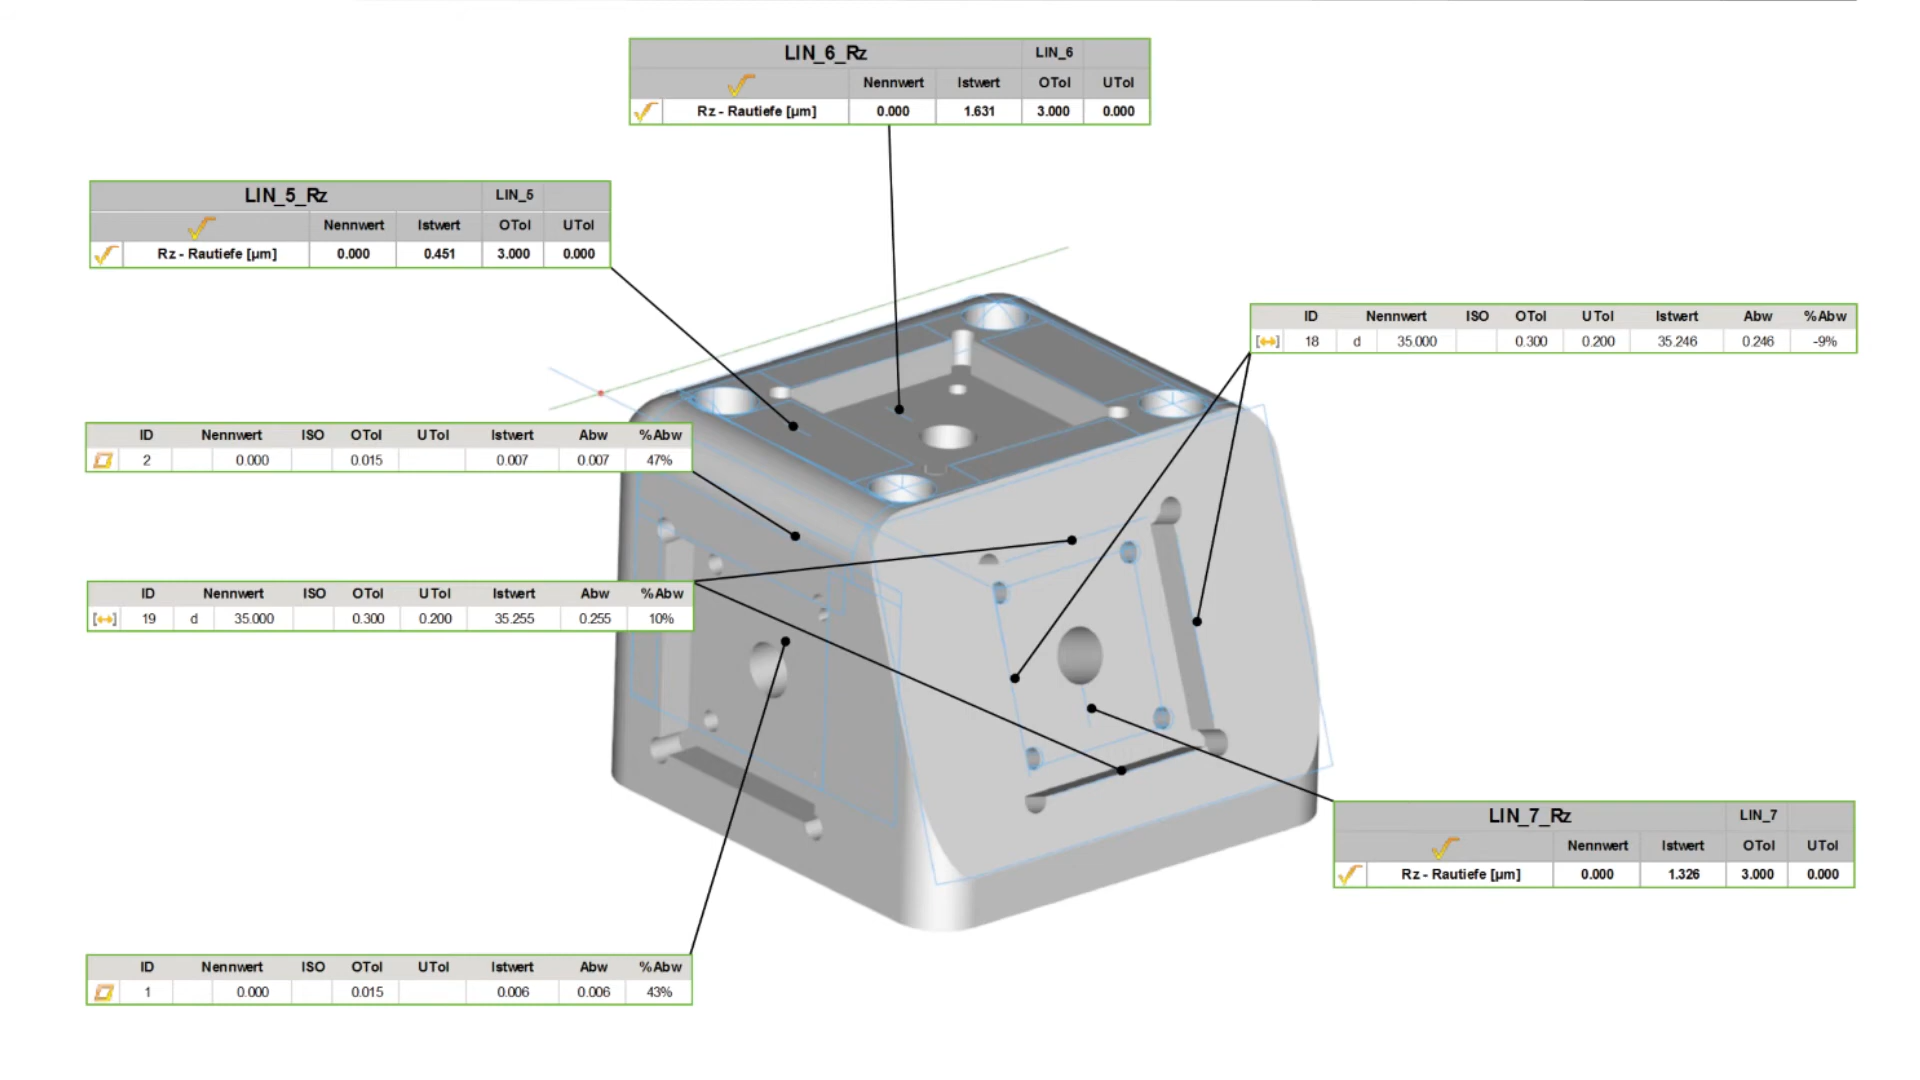 LIN_6_Rz LIN_6
Nennwert Istwert OTol UTol
Rz - Rautiefe [µm] 0.000 1.631 3.000 0.000
LIN_5_Rz LIN_5
Nennwert Istwert OTol UTol
Rz - Rautiefe [µm] 0.000 0.451 3.000 0.000
ID Nennwert ISO OTol UTol Istwert Abw %Abw
18 d 35.000 0.300 0.200 35.246 0.246 -9%
ID Nennwert ISO OTol UTol Istwert Abw %Abw
2 0.000 0.015 0.007 0.007 47%
ID Nennwert ISO OTol UTol Istwert Abw %Abw
19 d 35.000 0.300 0.200 35.255 0.255 10%
LIN_7_Rz LIN_7
Nennwert Istwert OTol UTol
Rz - Rautiefe [µm] 0.000 1.326 3.000 0.000
ID Nennwert ISO OTol UTol Istwert Abw %Abw
1 0.000 0.015 0.006 0.006 43%